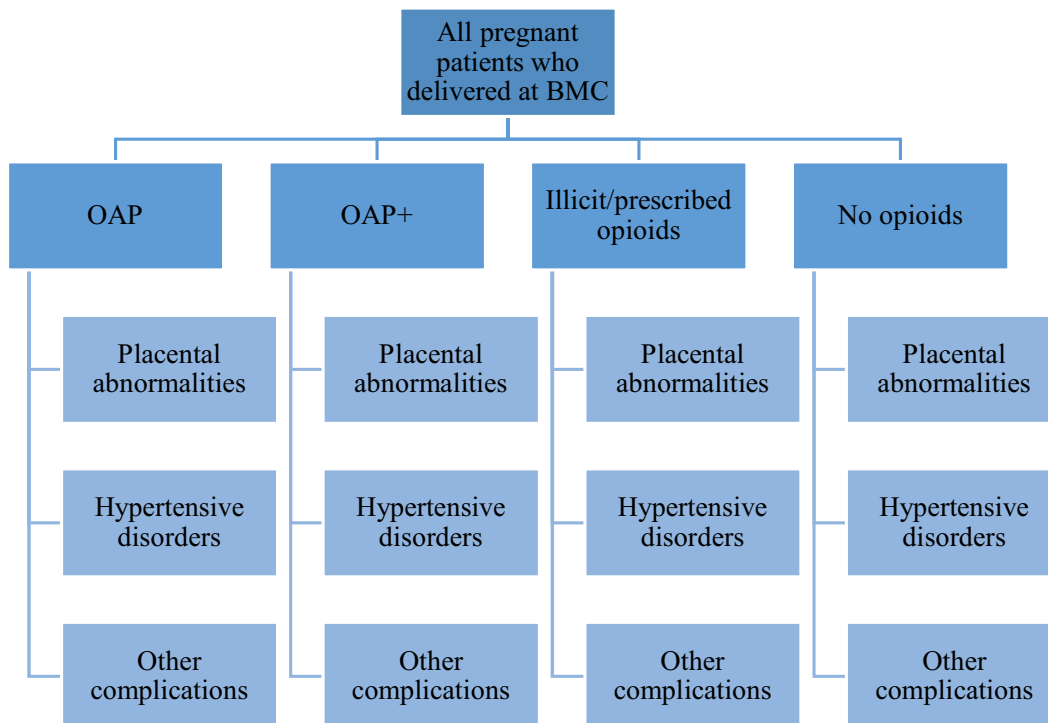 All pregnant
patients who
delivered at BMC
OAP
OAP+
Illicit/prescribed
opioids
No opioids
Placental
abnormalities
Placental
abnormalities
Placental
abnormalities
Placental
abnormalities
Hypertensive
disorders
Hypertensive
disorders
Hypertensive
disorders
Hypertensive
disorders
Other
complications
Other
complications
Other
complications
Other
complications